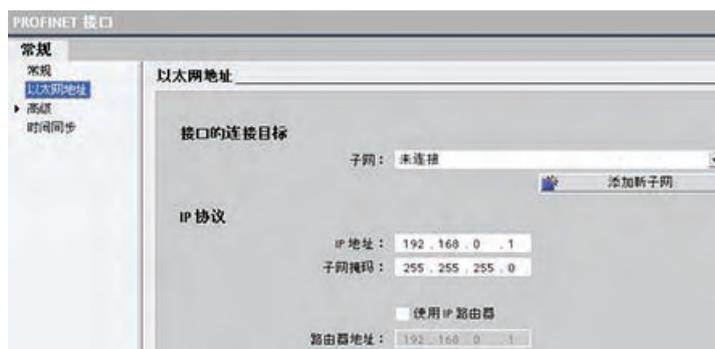 PROFINET 接口
常规
常规
以太网地址
高级
时间同步
以太网地址
接口的连接目标
子网： 未连接
添加新子网
IP 协议
IP 地址： 192 . 168 . 0 . 1
子网掩码： 255 . 255 . 255 . 0
使用 IP 路由器
路由器地址： 192 . 168 . 0 . 1